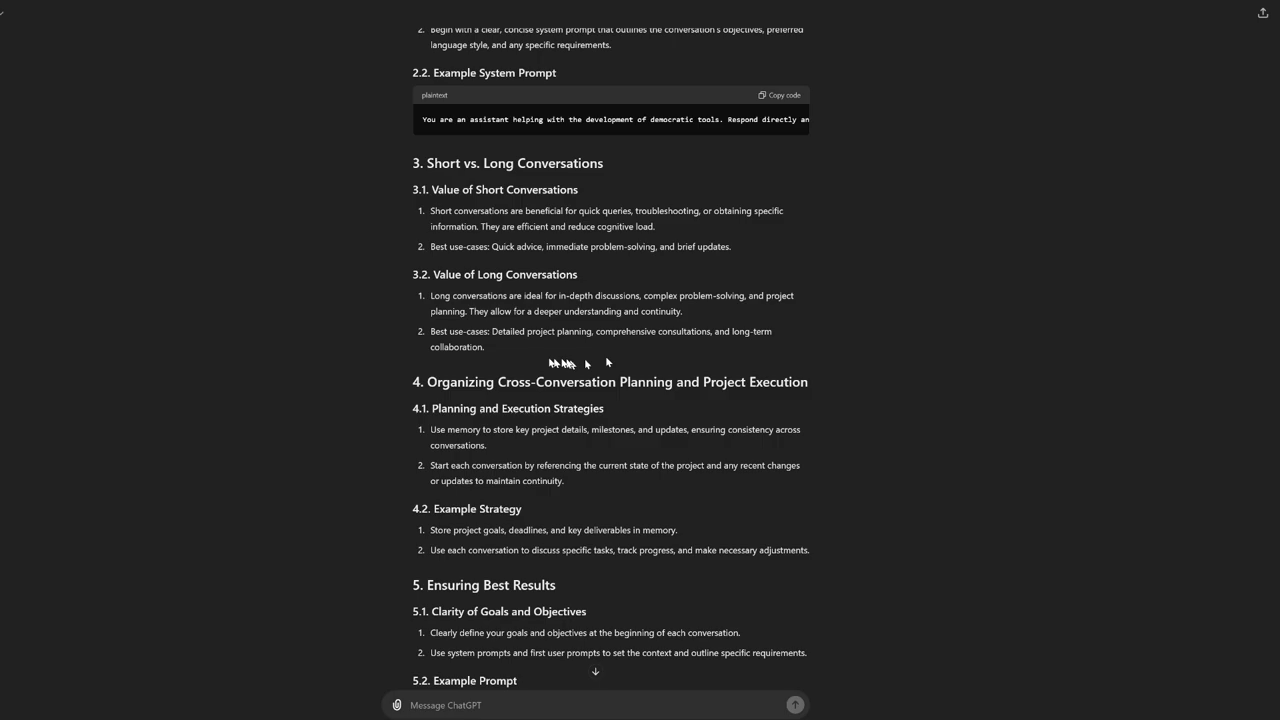 2. Begin with a clear, concise system prompt that outlines the conversation's objectives, preferred
language style, and any specific requirements.
2.2. Example System Prompt
plaintext
Copy code
You are an assistant helping with the development of democratic tools. Respond directly an
3. Short vs. Long Conversations
3.1. Value of Short Conversations
1. Short conversations are beneficial for quick queries, troubleshooting, or obtaining specific
information. They are efficient and reduce cognitive load.
2. Best use-cases: Quick advice, immediate problem-solving, and brief updates.
3.2. Value of Long Conversations
1. Long conversations are ideal for in-depth discussions, complex problem-solving, and project
planning. They allow for a deeper understanding and continuity.
2. Best use-cases: Detailed project planning, comprehensive consultations, and long-term
collaboration.
4. Organizing Cross-Conversation Planning and Project Execution
4.1. Planning and Execution Strategies
1. Use memory to store key project details, milestones, and updates, ensuring consistency across
conversations.
2. Start each conversation by referencing the current state of the project and any recent changes
or updates to maintain continuity.
4.2. Example Strategy
1. Store project goals, deadlines, and key deliverables in memory.
2. Use each conversation to discuss specific tasks, track progress, and make necessary adjustments.
5. Ensuring Best Results
5.1. Clarity of Goals and Objectives
1. Clearly define your goals and objectives at the beginning of each conversation.
2. Use system prompts and first user prompts to set the context and outline specific requirements.
5.2. Example Prompt
Message ChatGPT